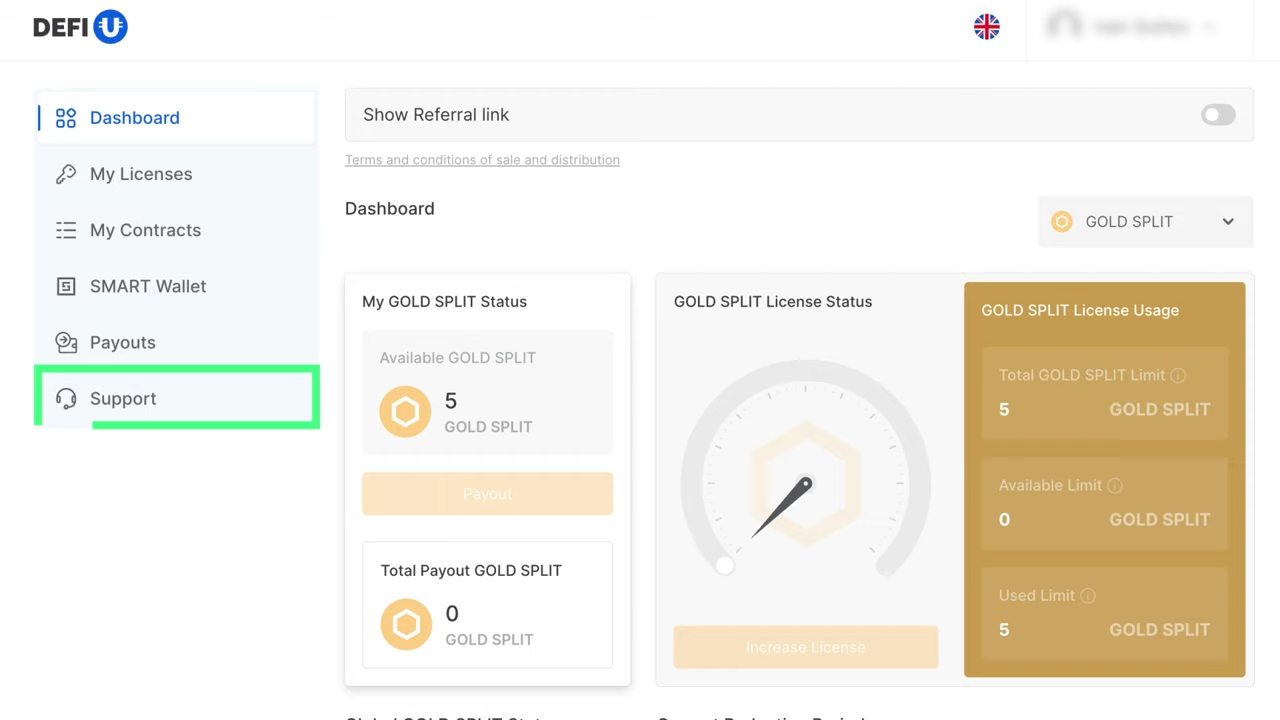 DEFI U
Dashboard
My Licenses
My Contracts
SMART Wallet
Payouts
Support
Show Referral link
Terms and conditions of sale and distribution
Dashboard
GOLD SPLIT
My GOLD SPLIT Status
Available GOLD SPLIT
5
GOLD SPLIT
Payout
Total Payout GOLD SPLIT
0
GOLD SPLIT
GOLD SPLIT License Status
Increase License
GOLD SPLIT License Usage
Total GOLD SPLIT Limit
5 GOLD SPLIT
Available Limit
0 GOLD SPLIT
Used Limit
5 GOLD SPLIT